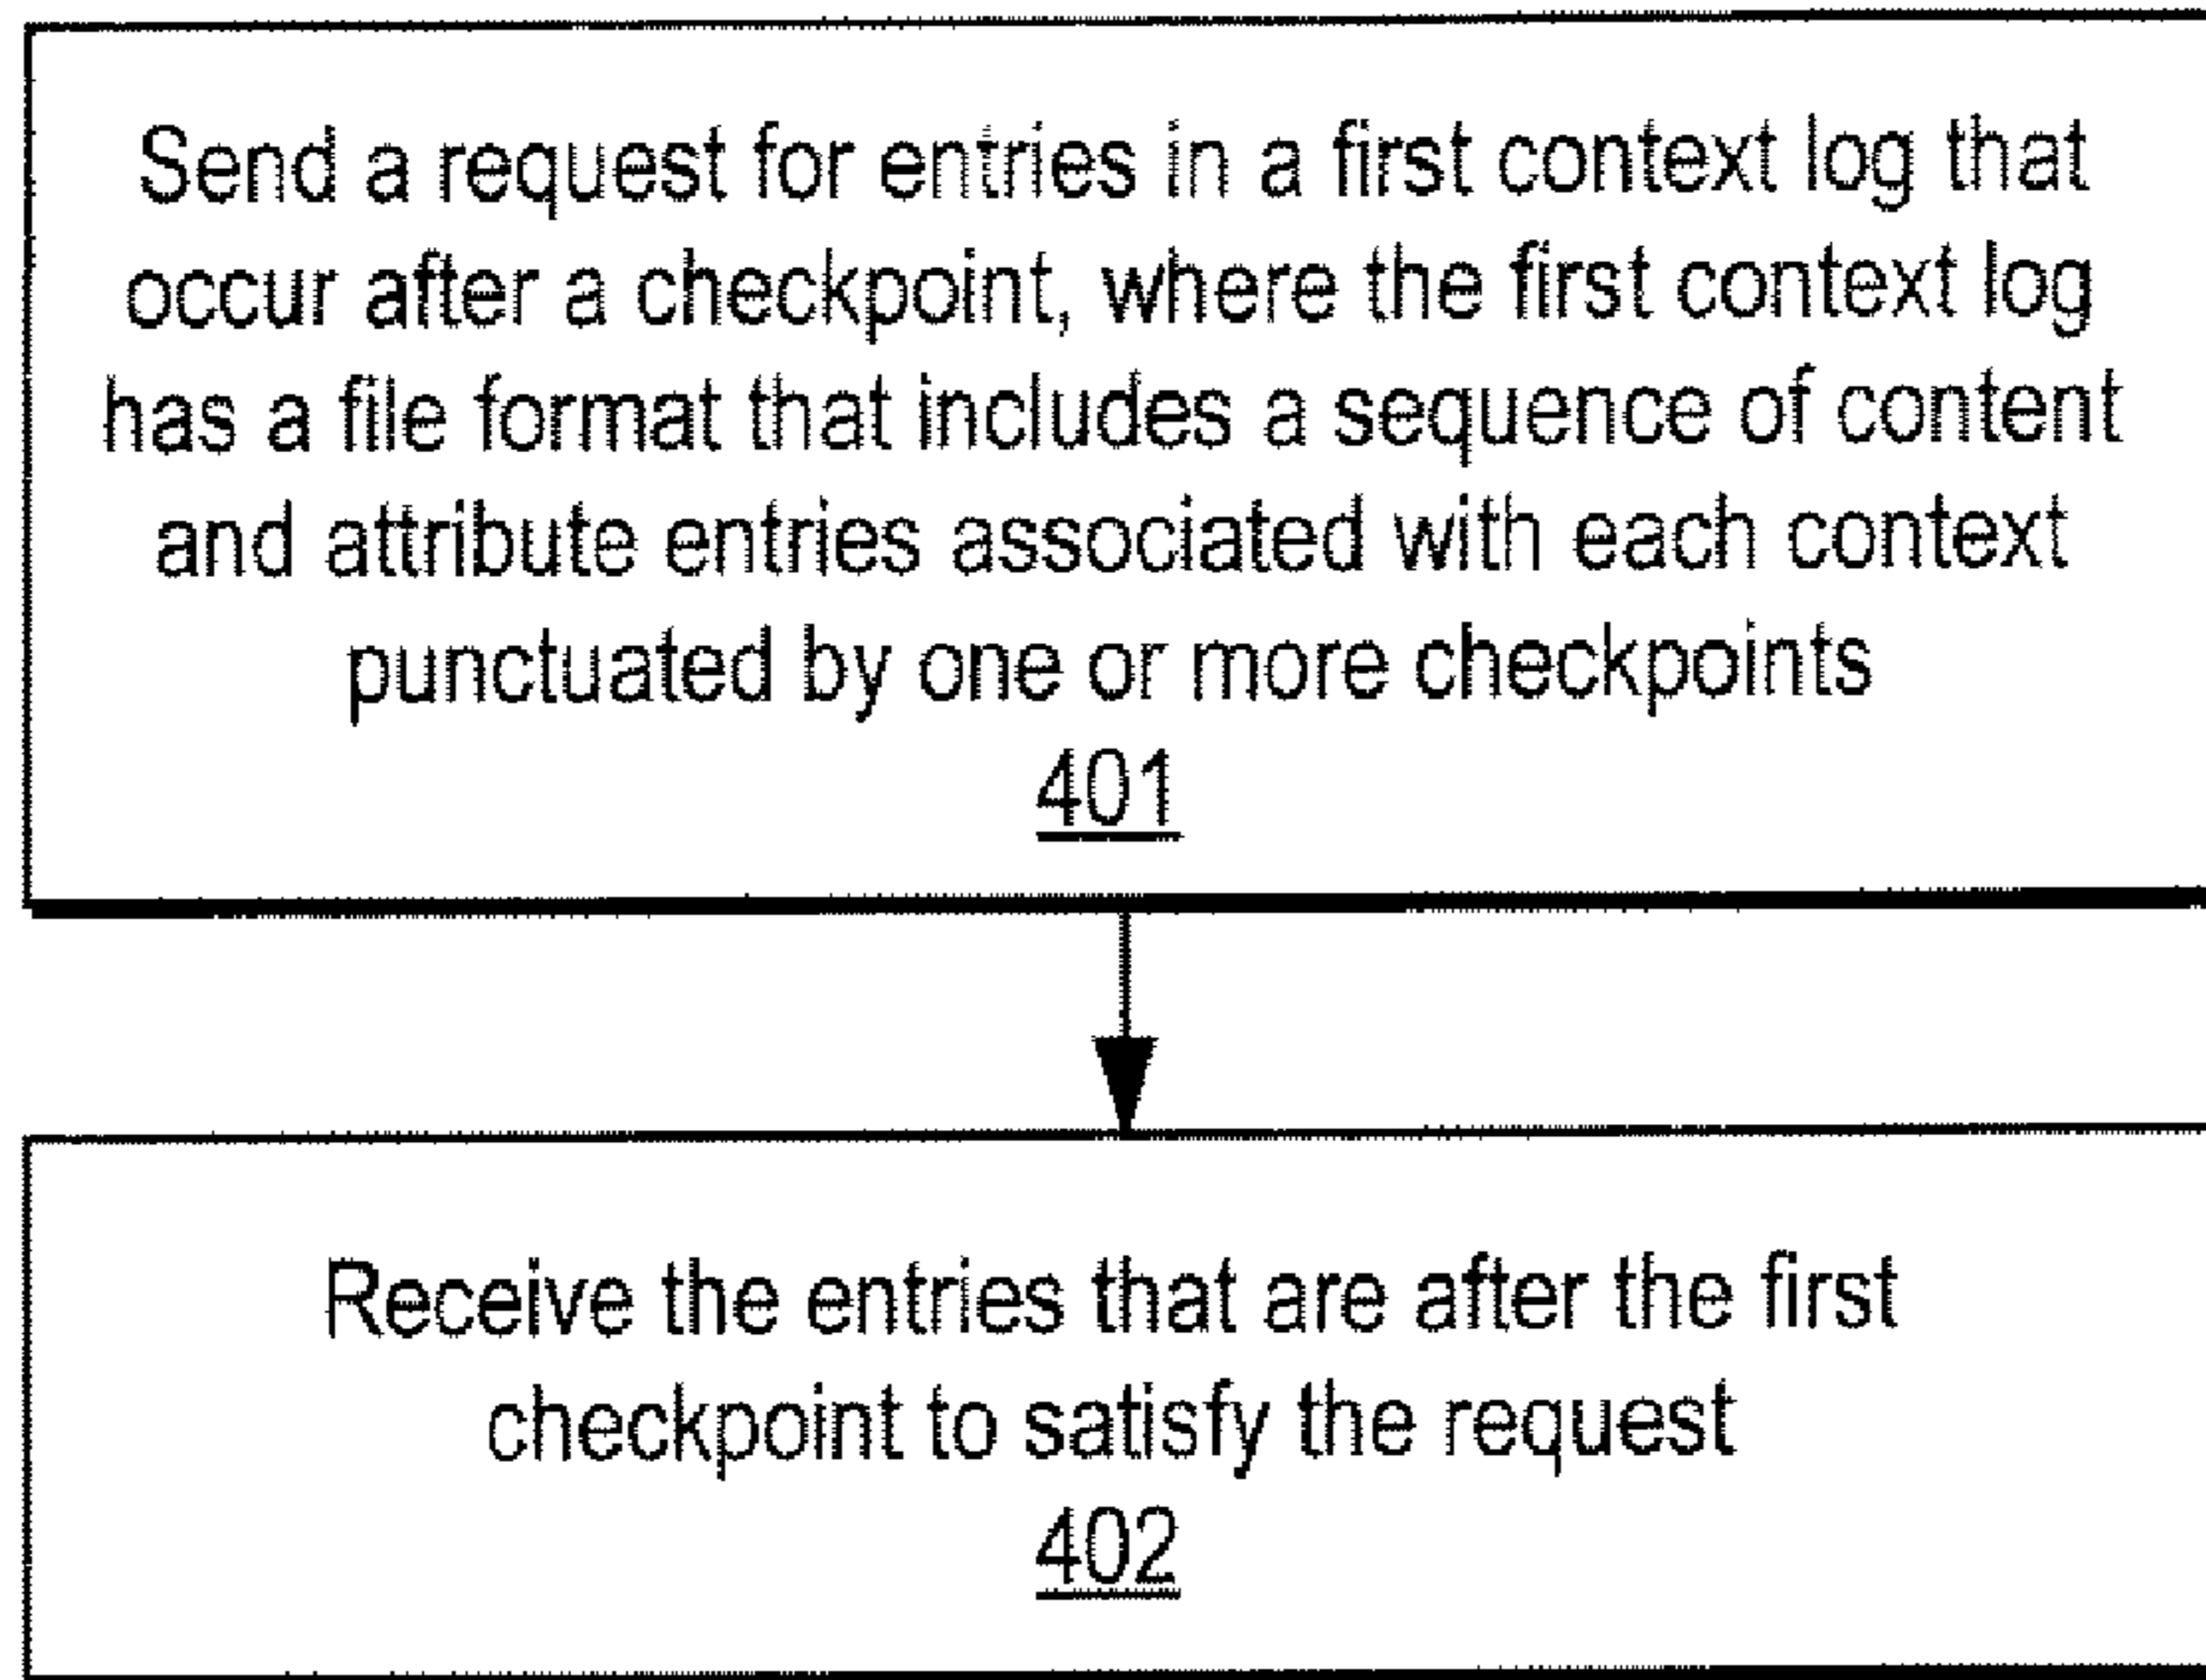 Send a request for entries in a first context log that
occur after a checkpoint, where the first context log
has a file format that includes a sequence of content
and attribute entries associated with each context
punctuated by one or more checkpoints
401
Receive the entries that are after the first
checkpoint to satisfy the request
402